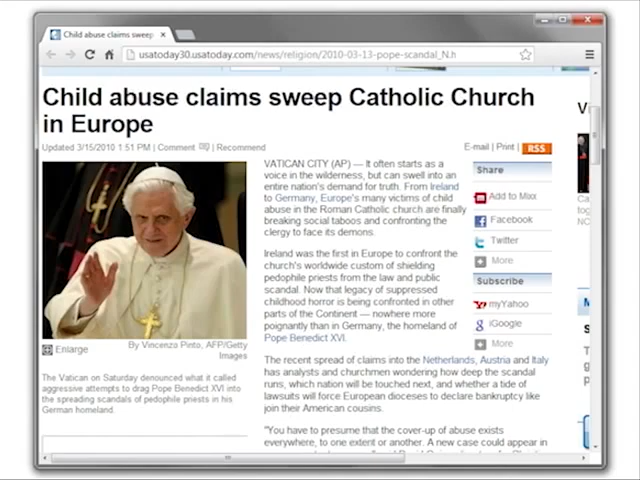 Child abuse claims sweep
usatoday30.usatoday.com/news/religion/2010-03-13-pope-scandal_N.h
Child abuse claims sweep Catholic Church
in Europe
Updated 3/15/2010 1:51 PM | Comment | Recommend
E-mail | Print | RSS
VATICAN CITY (AP) — It often starts as a
voice in the wilderness, but can swell into an
entire nation's demand for truth. From Ireland
to Germany, Europe's many victims of child
abuse in the Roman Catholic church are finally
breaking social taboos and confronting the
clergy to face its demons.
Ireland was the first in Europe to confront the
church's worldwide custom of shielding
pedophile priests from the law and public
scandal. Now that legacy of suppressed
childhood horror is being confronted in other
parts of the Continent — nowhere more
poignantly than in Germany, the homeland of
Pope Benedict XVI.
The recent spread of claims into the Netherlands, Austria and Italy
has analysts and churchmen wondering how deep the scandal
runs, which nation will be touched next, and whether a tide of
lawsuits will force European dioceses to declare bankruptcy like
join their American cousins.
"You have to presume that the cover-up of abuse exists
everywhere, to one extent or another. A new case could appear in
Share
Add to Mixx
Facebook
Twitter
More
Subscribe
myYahoo
iGoogle
More
Enlarge
By Vincenzo Pinto, AFP/Getty
Images
The Vatican on Saturday denounced what it called
aggressive attempts to drag Pope Benedict XVI into
the spreading scandals of pedophile priests in his
German homeland.
Vi
Ca
tog
NC
M
S
T
g
p